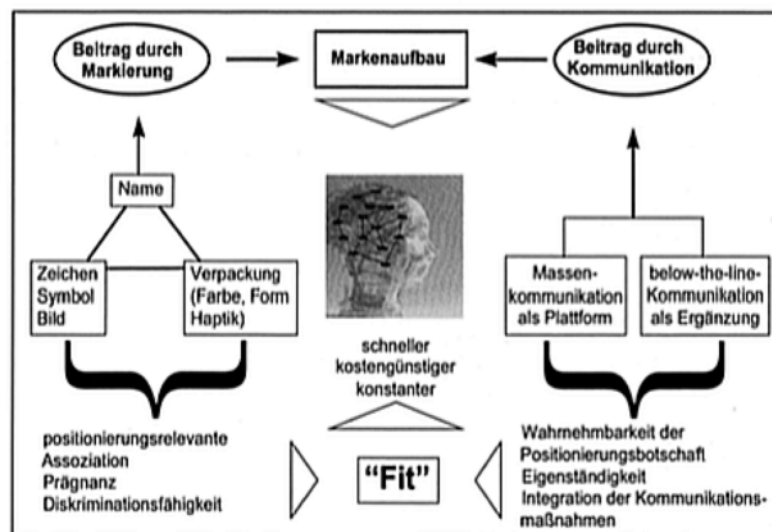 Beitrag durch
Markierung
Markenaufbau
Beitrag durch
Kommunikation
Name
Zeichen
Symbol
Bild
Verpackung
(Farbe, Form
Haptik)
Massen-
kommunikation
als Plattform
below-the-line-
Kommunikation
als Ergänzung
schneller
kostengünstiger
konstanter
positionierungsrelevante
Assoziation
Prägnanz
Diskriminationsfähigkeit
"Fit"
Wahrnehmbarkeit der
Positionierungsbotschaft
Eigenständigkeit
Integration der Kommunikations-
maßnahmen